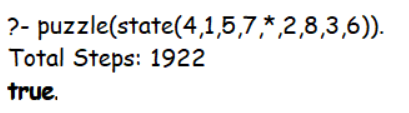 ?- puzzle(state(4,1,5,7,*,2,8,3,6)).
Total Steps: 1922
true.